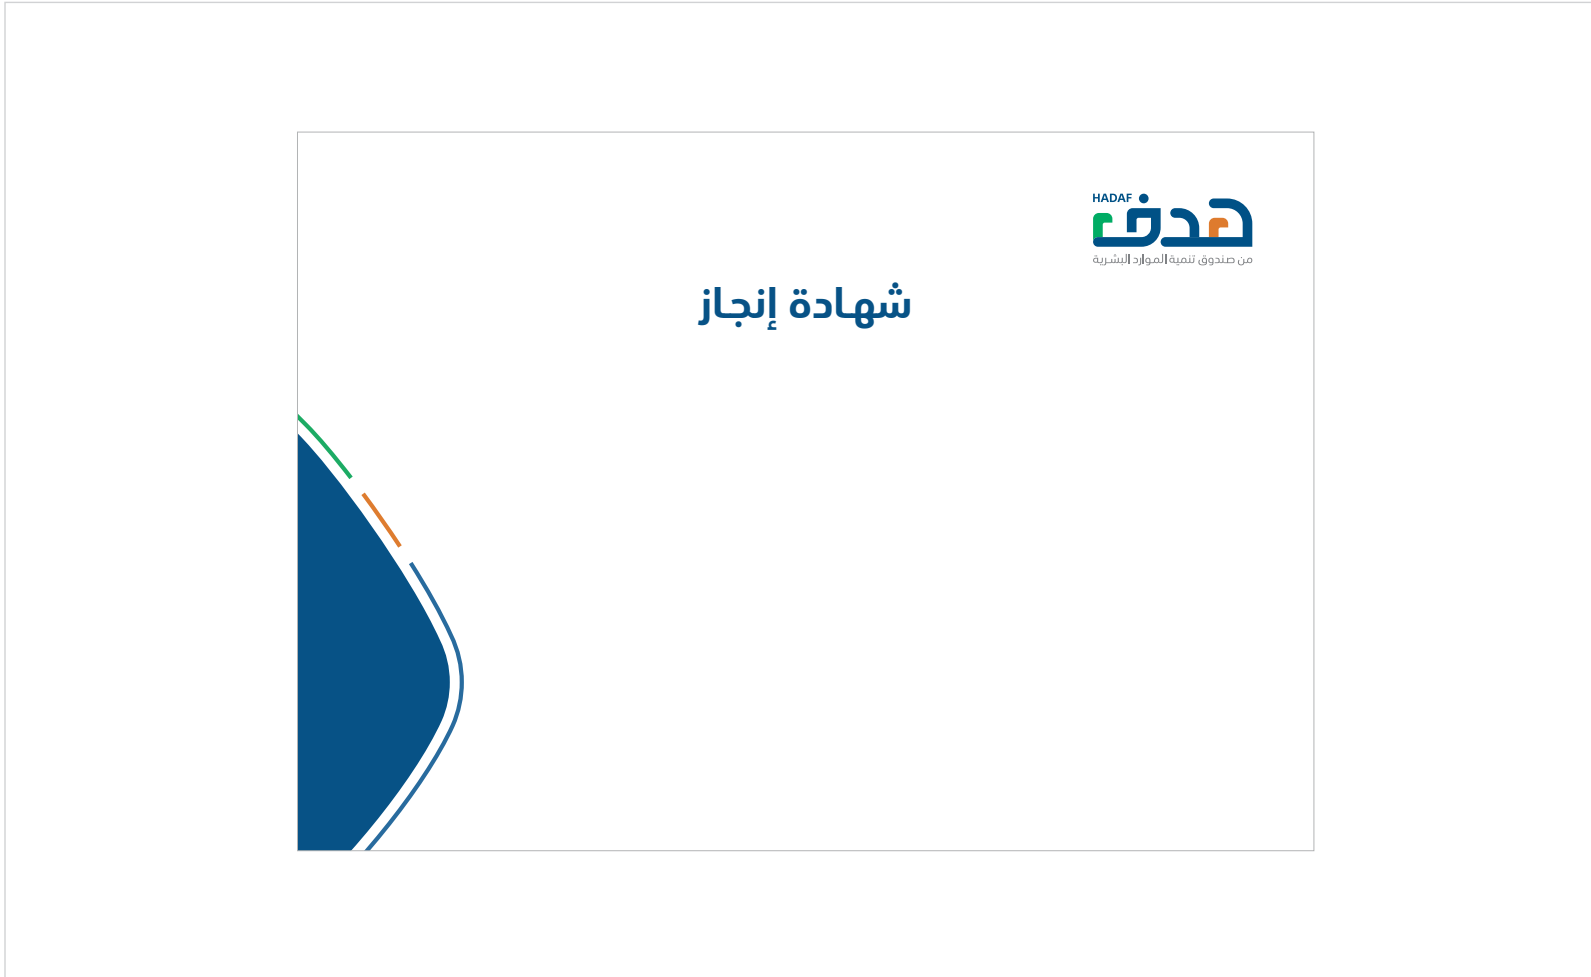 HADAF
هدف
من صندوق تنمية الموارد البشرية
شهادة إنجاز